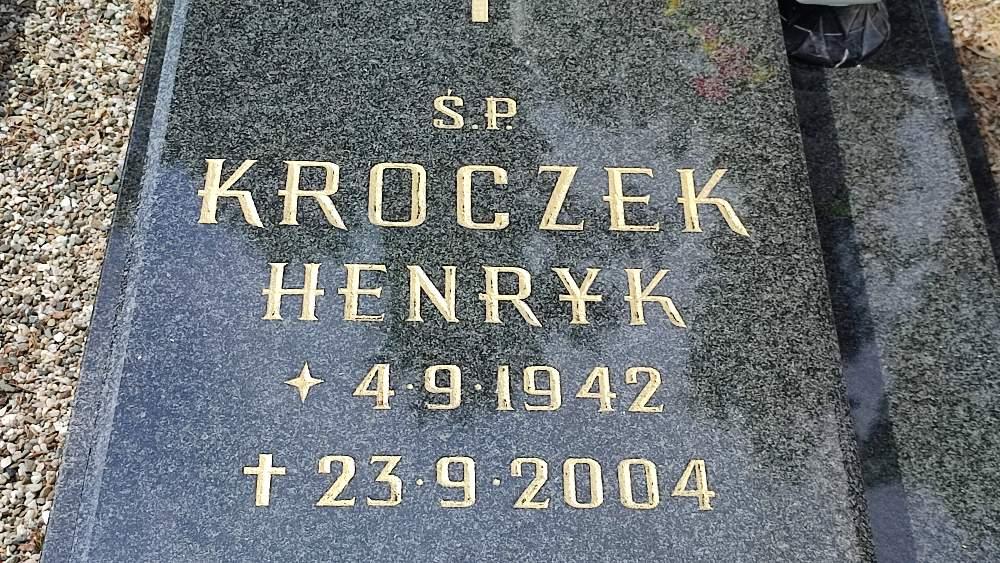 Ś.P.
KROCZEK
HENRYK
4·9·1942
23·9·2004